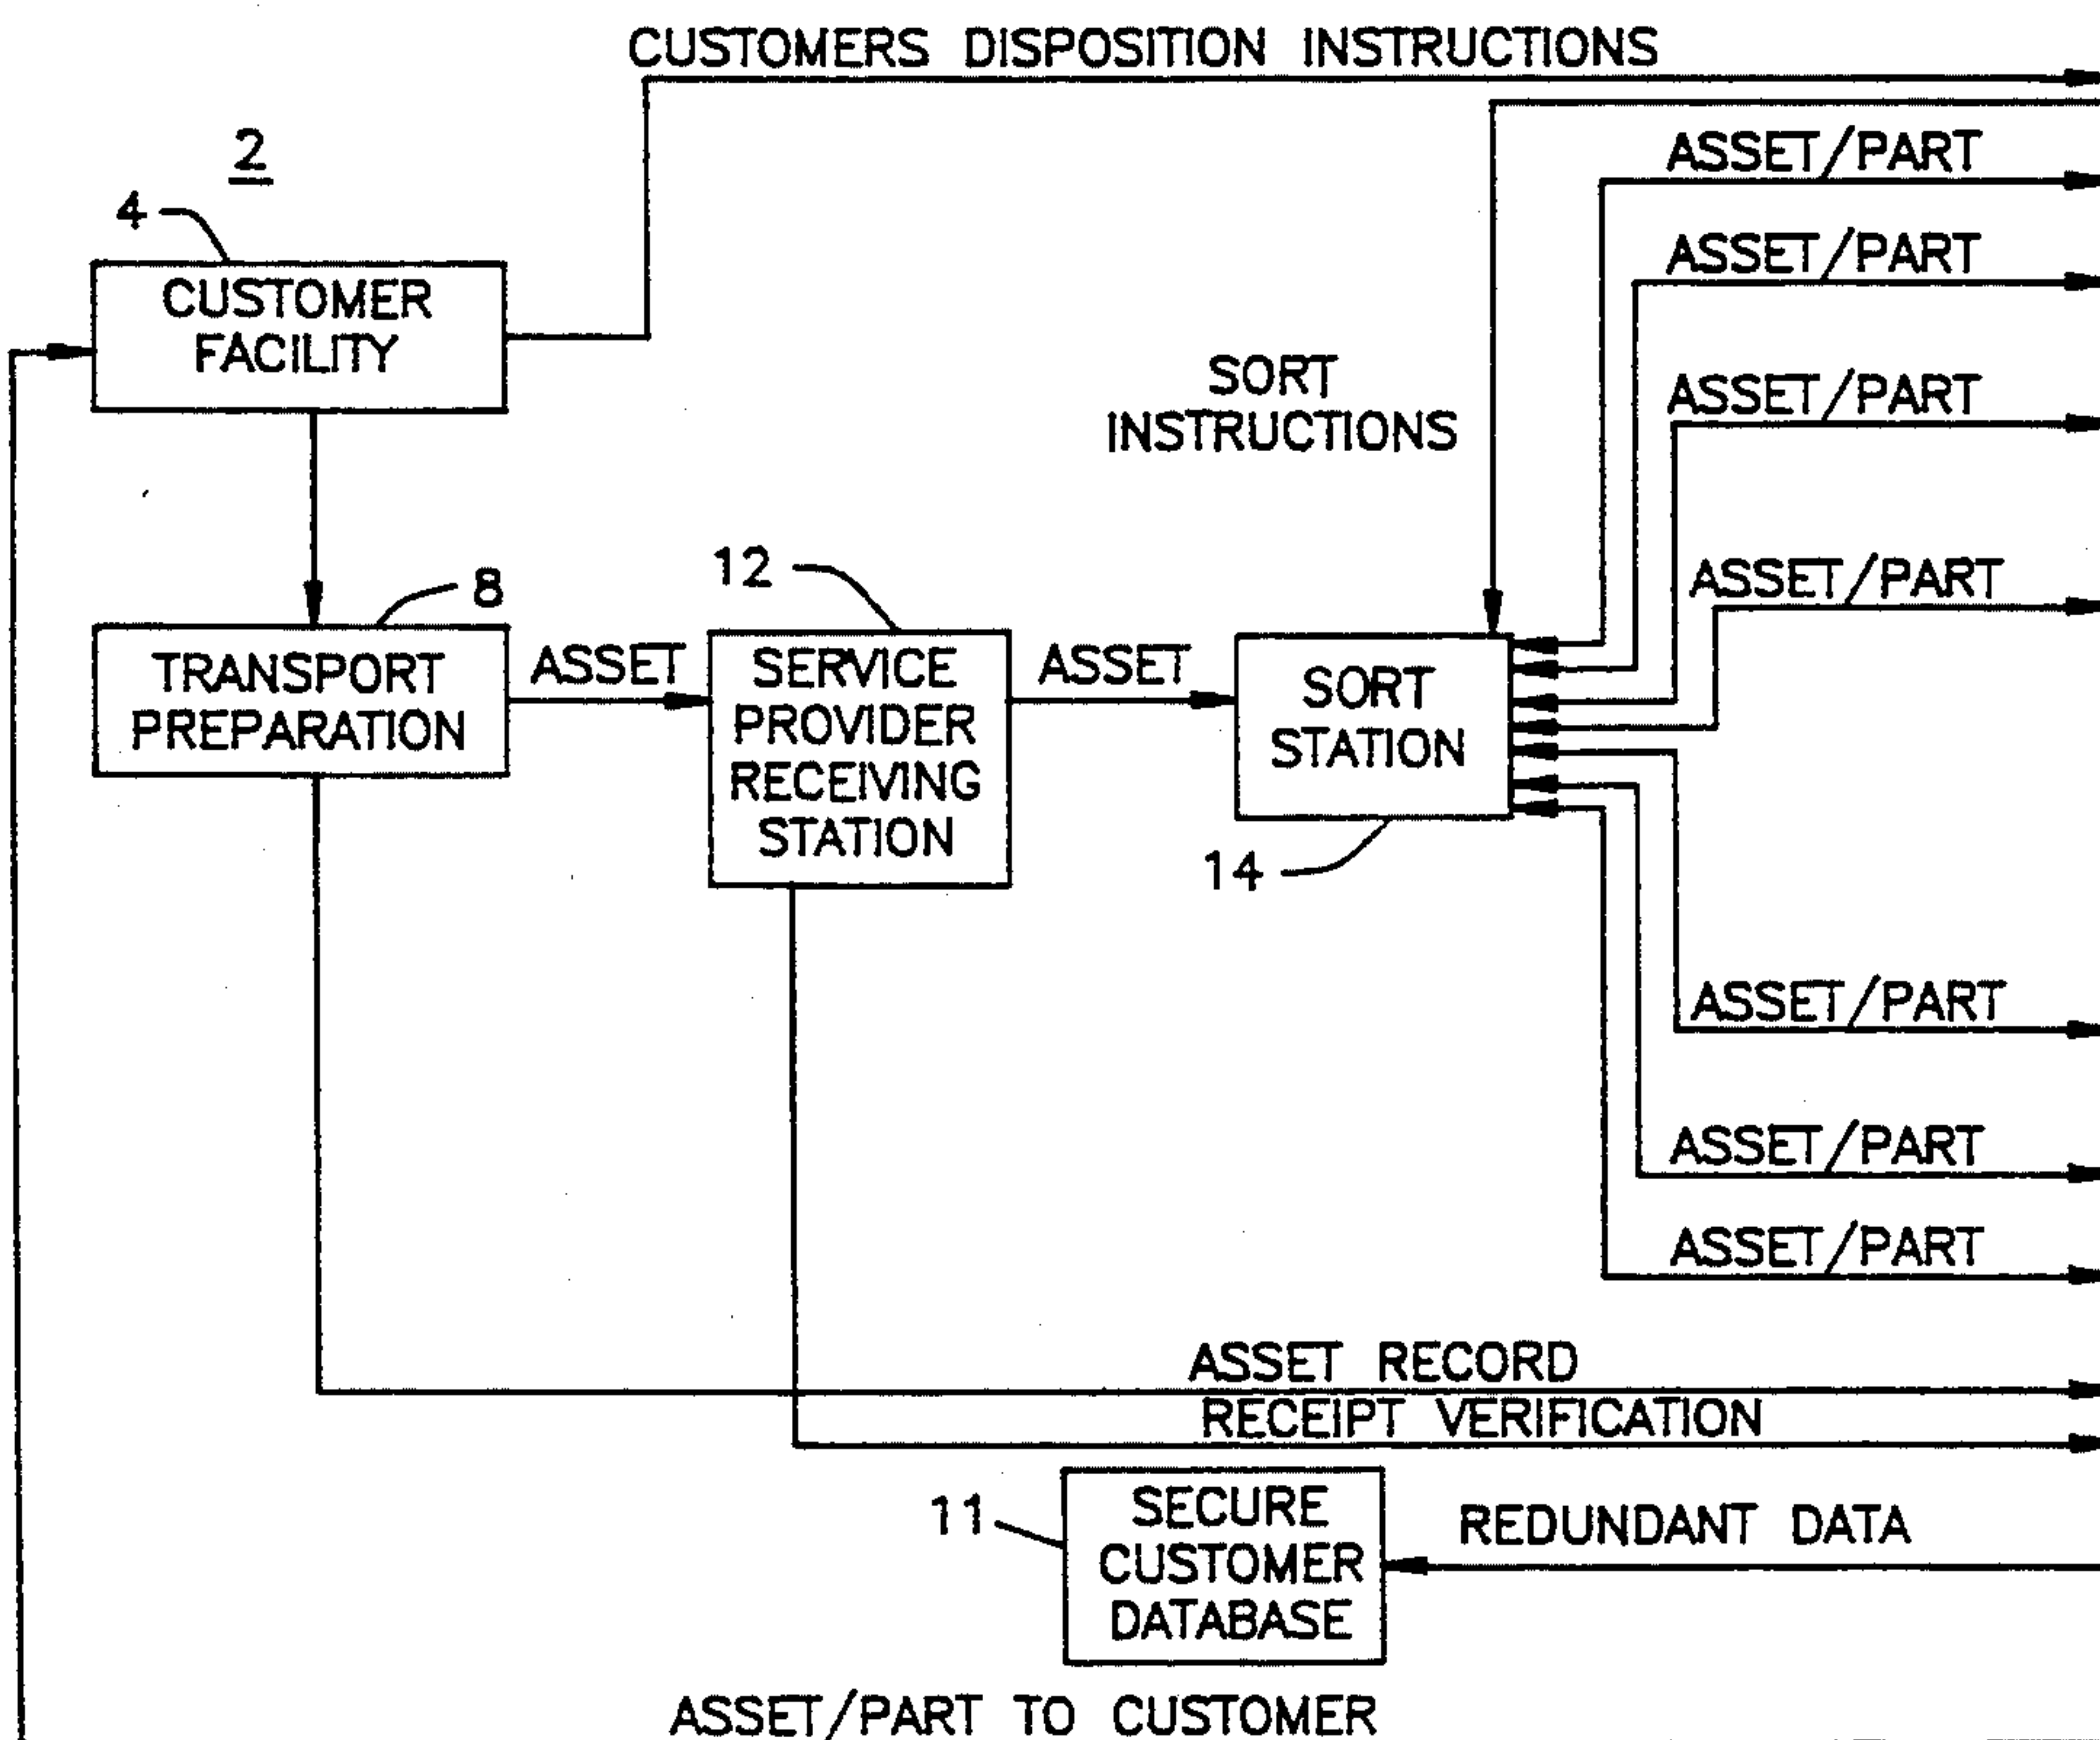 CUSTOMERS DISPOSITION INSTRUCTIONS
2
ASSET/PART
4
ASSET/PART
CUSTOMER
FACILITY
SORT
INSTRUCTIONS
ASSET/PART
12
8
ASSET/PART
TRANSPORT
PREPARATION
ASSET
SERVICE
PROVIDER
RECEIVING
STATION
ASSET
SORT
STATION
14
ASSET/PART
ASSET/PART
ASSET/PART
ASSET RECORD
RECEIPT VERIFICATION
11
SECURE
CUSTOMER
DATABASE
REDUNDANT DATA
ASSET/PART TO CUSTOMER